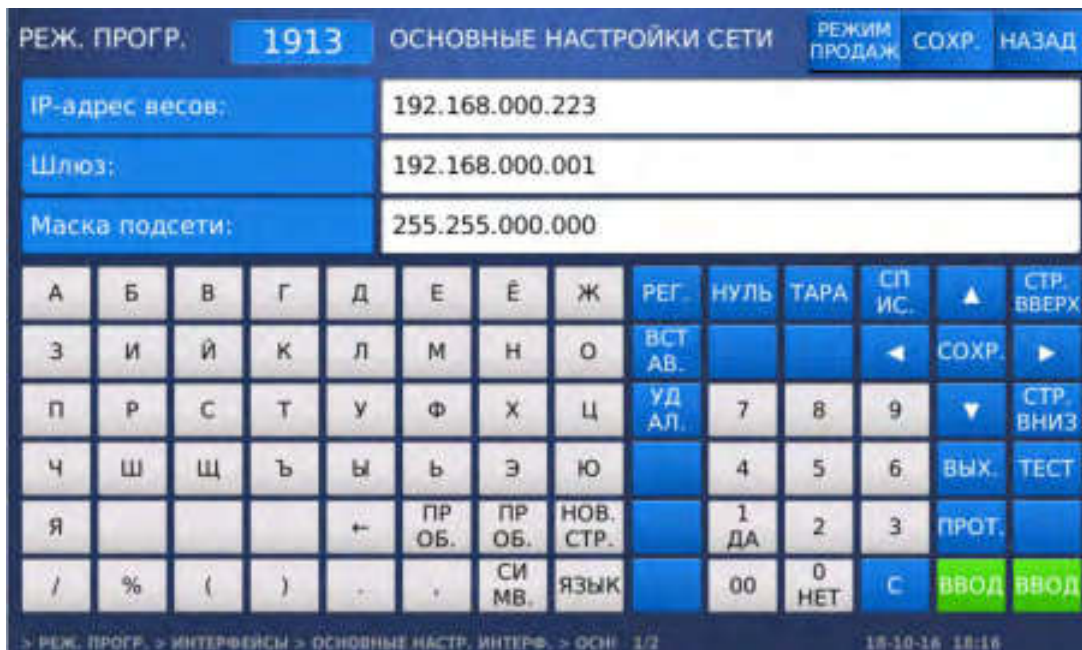 РЕЖ. ПРОГР. 1913 ОСНОВНЫЕ НАСТРОЙКИ СЕТИ РЕЖИМ ПРОДАЖ СОХР. НАЗАД
IP-адрес весов: 192.168.000.223
Шлюз: 192.168.000.001
Маска подсети: 255.255.000.000
А Б В Г Д Е Ё Ж РЕГ. НУЛЬ ТАРА СП ИС. ▲ СТР. ВВЕРХ
З И Й К Л М Н О ВСТ АВ. ◄ СОХР. ►
П Р С Т У Ф Х Ц УД АЛ. 7 8 9 ▼ СТР. ВНИЗ
Ч Ш Щ Ъ Ы Ь Э Ю 4 5 6 ВЫХ. ТЕСТ
Я ← ПР ОБ. ПР ОБ. НОВ. СТР. 1 ДА 2 3 ПРОТ.
/ % ( ) . , СИ МВ. ЯЗЫК 00 0 НЕТ С ВВОД ВВОД
> РЕЖ. ПРОГР. > ИНТЕРФЕЙСЫ > ОСНОВНЫЕ НАСТР. ИНТЕРФ. > ОСН 1/2 18-10-16 18:16